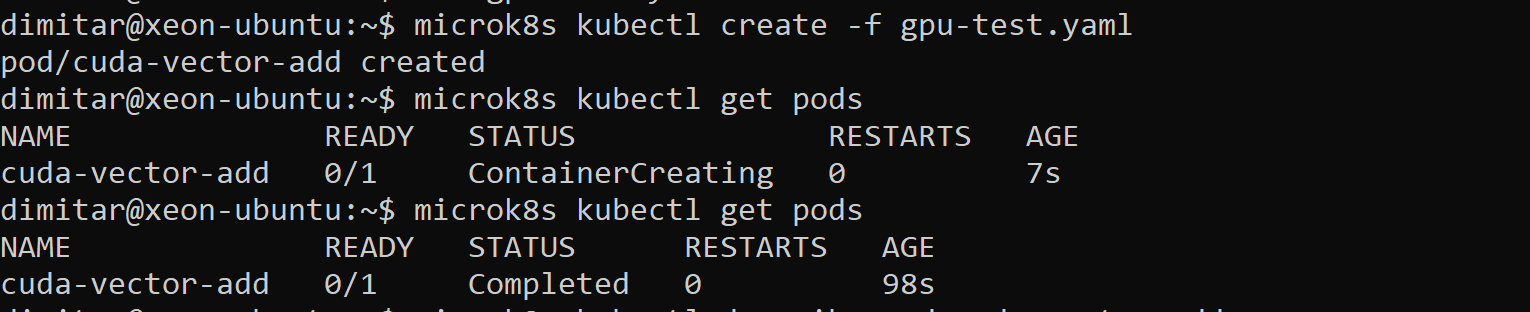 dimitar@xeon-ubuntu:~$ microk8s kubectl create -f gpu-test.yaml
pod/cuda-vector-add created
dimitar@xeon-ubuntu:~$ microk8s kubectl get pods
NAME READY STATUS RESTARTS AGE
cuda-vector-add 0/1 ContainerCreating 0 7s
dimitar@xeon-ubuntu:~$ microk8s kubectl get pods
NAME READY STATUS RESTARTS AGE
cuda-vector-add 0/1 Completed 0 98s